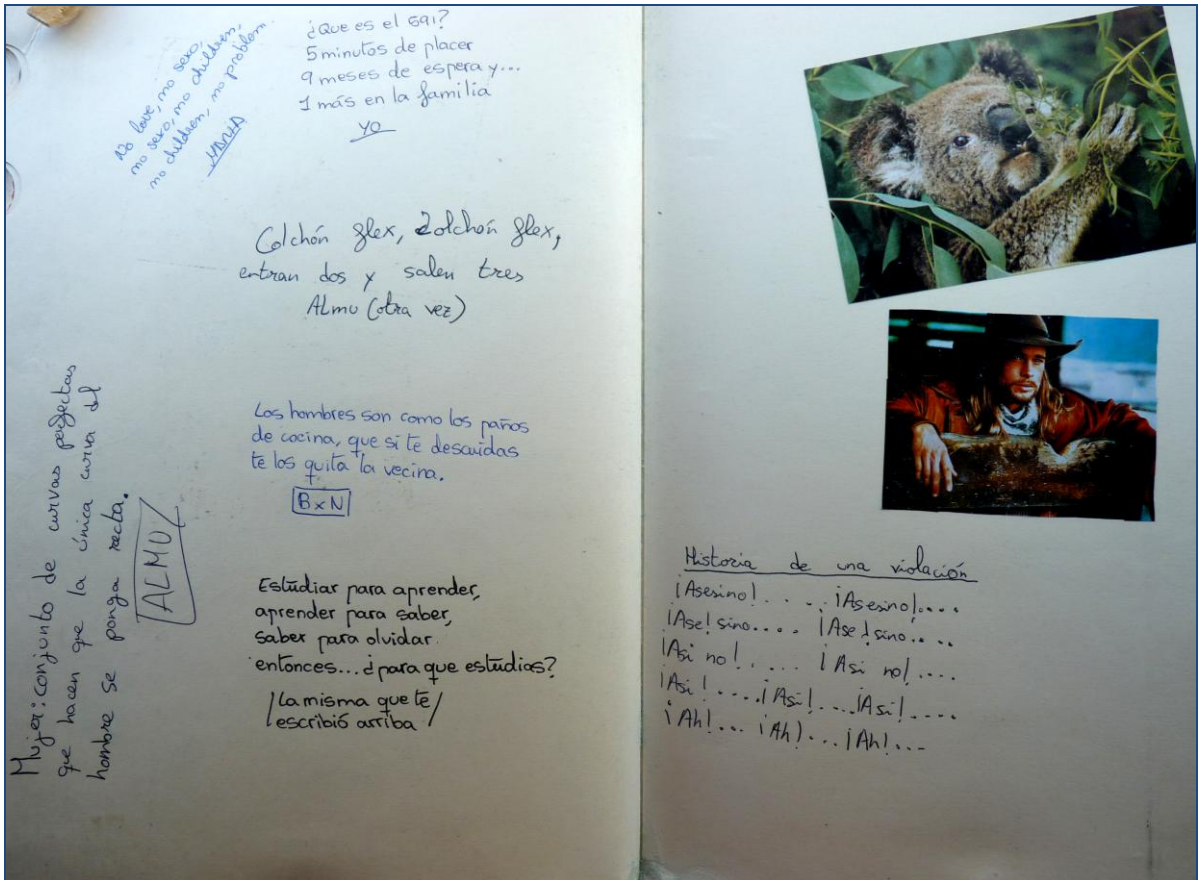 No love, no sexo,
no sexo, no children,
no children, no problem.
¿Que es el 691?
5 minutos de placer
9 meses de espera y...
1 más en la familia
YO
Colchón flex, colchón flex,
entran dos y salen tres
Almu (otra vez)
Los hombres son como los paños
de cocina, que si te descuidas
te los quita la vecina.
B x N
Mujer: conjunto de curvas perfectas
que hacen que la única curva del
hombre se ponga recta.
ALMU
Estudiar para aprender,
aprender para saber,
saber para olvidar
entonces... ¿para que estudias?
/La misma que te/
/escribió arriba/
Historia de una violación
¡Asesino!..... ¡Asesino!....
¡Ase! sino.... ¡Ase! sino....
¡Asi no!..... ¡Asi no!....
¡Asi!.....¡Asi!....¡Asi!....
¡Ah!... ¡Ah!... ¡Ah!...